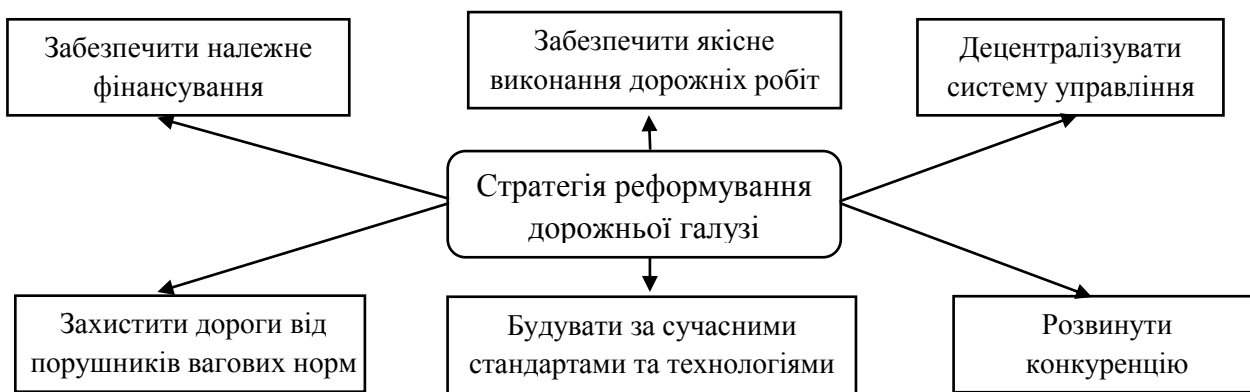 Забезпечити належне
фінансування
Забезпечити якісне
виконання дорожніх робіт
Децентралізувати
систему управління
Стратегія реформування
дорожньої галузі
Захистити дороги від
порушників вагових норм
Будувати за сучасними
стандартами та технологіями
Розвинути
конкуренцію